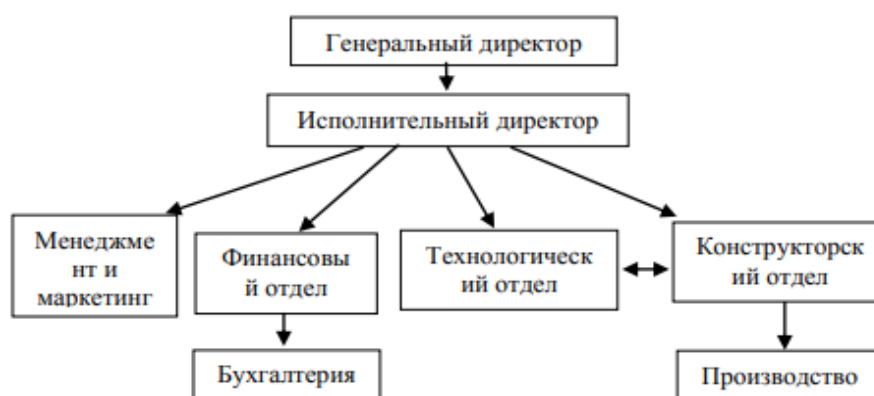 Генеральный директор
Исполнительный директор
Менеджме
нт и
маркетинг
Финансовы
й отдел
Технологическ
ий отдел
Конструкторск
ий отдел
Бухгалтерия
Производство